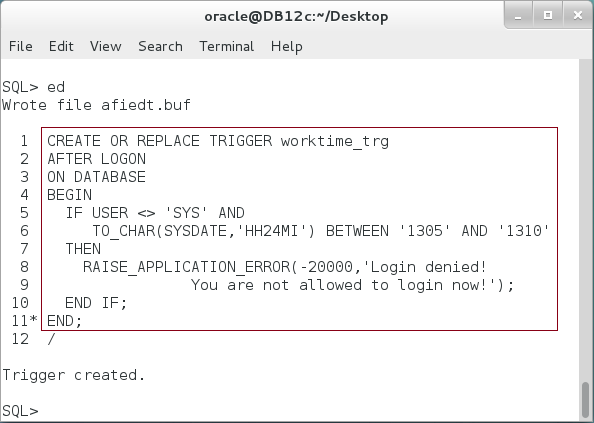 oracle@DB12c:~/Desktop
File Edit View Search Terminal Help
SQL> ed
Wrote file afiedt.buf
1 CREATE OR REPLACE TRIGGER worktime_trg
2 AFTER LOGON
3 ON DATABASE
4 BEGIN
5   IF USER <> 'SYS' AND
6      TO_CHAR(SYSDATE,'HH24MI') BETWEEN '1305' AND '1310'
7   THEN
8     RAISE_APPLICATION_ERROR(-20000,'Login denied!
9                 You are not allowed to login now!');
10   END IF;
11* END;
12 /
Trigger created.
SQL>